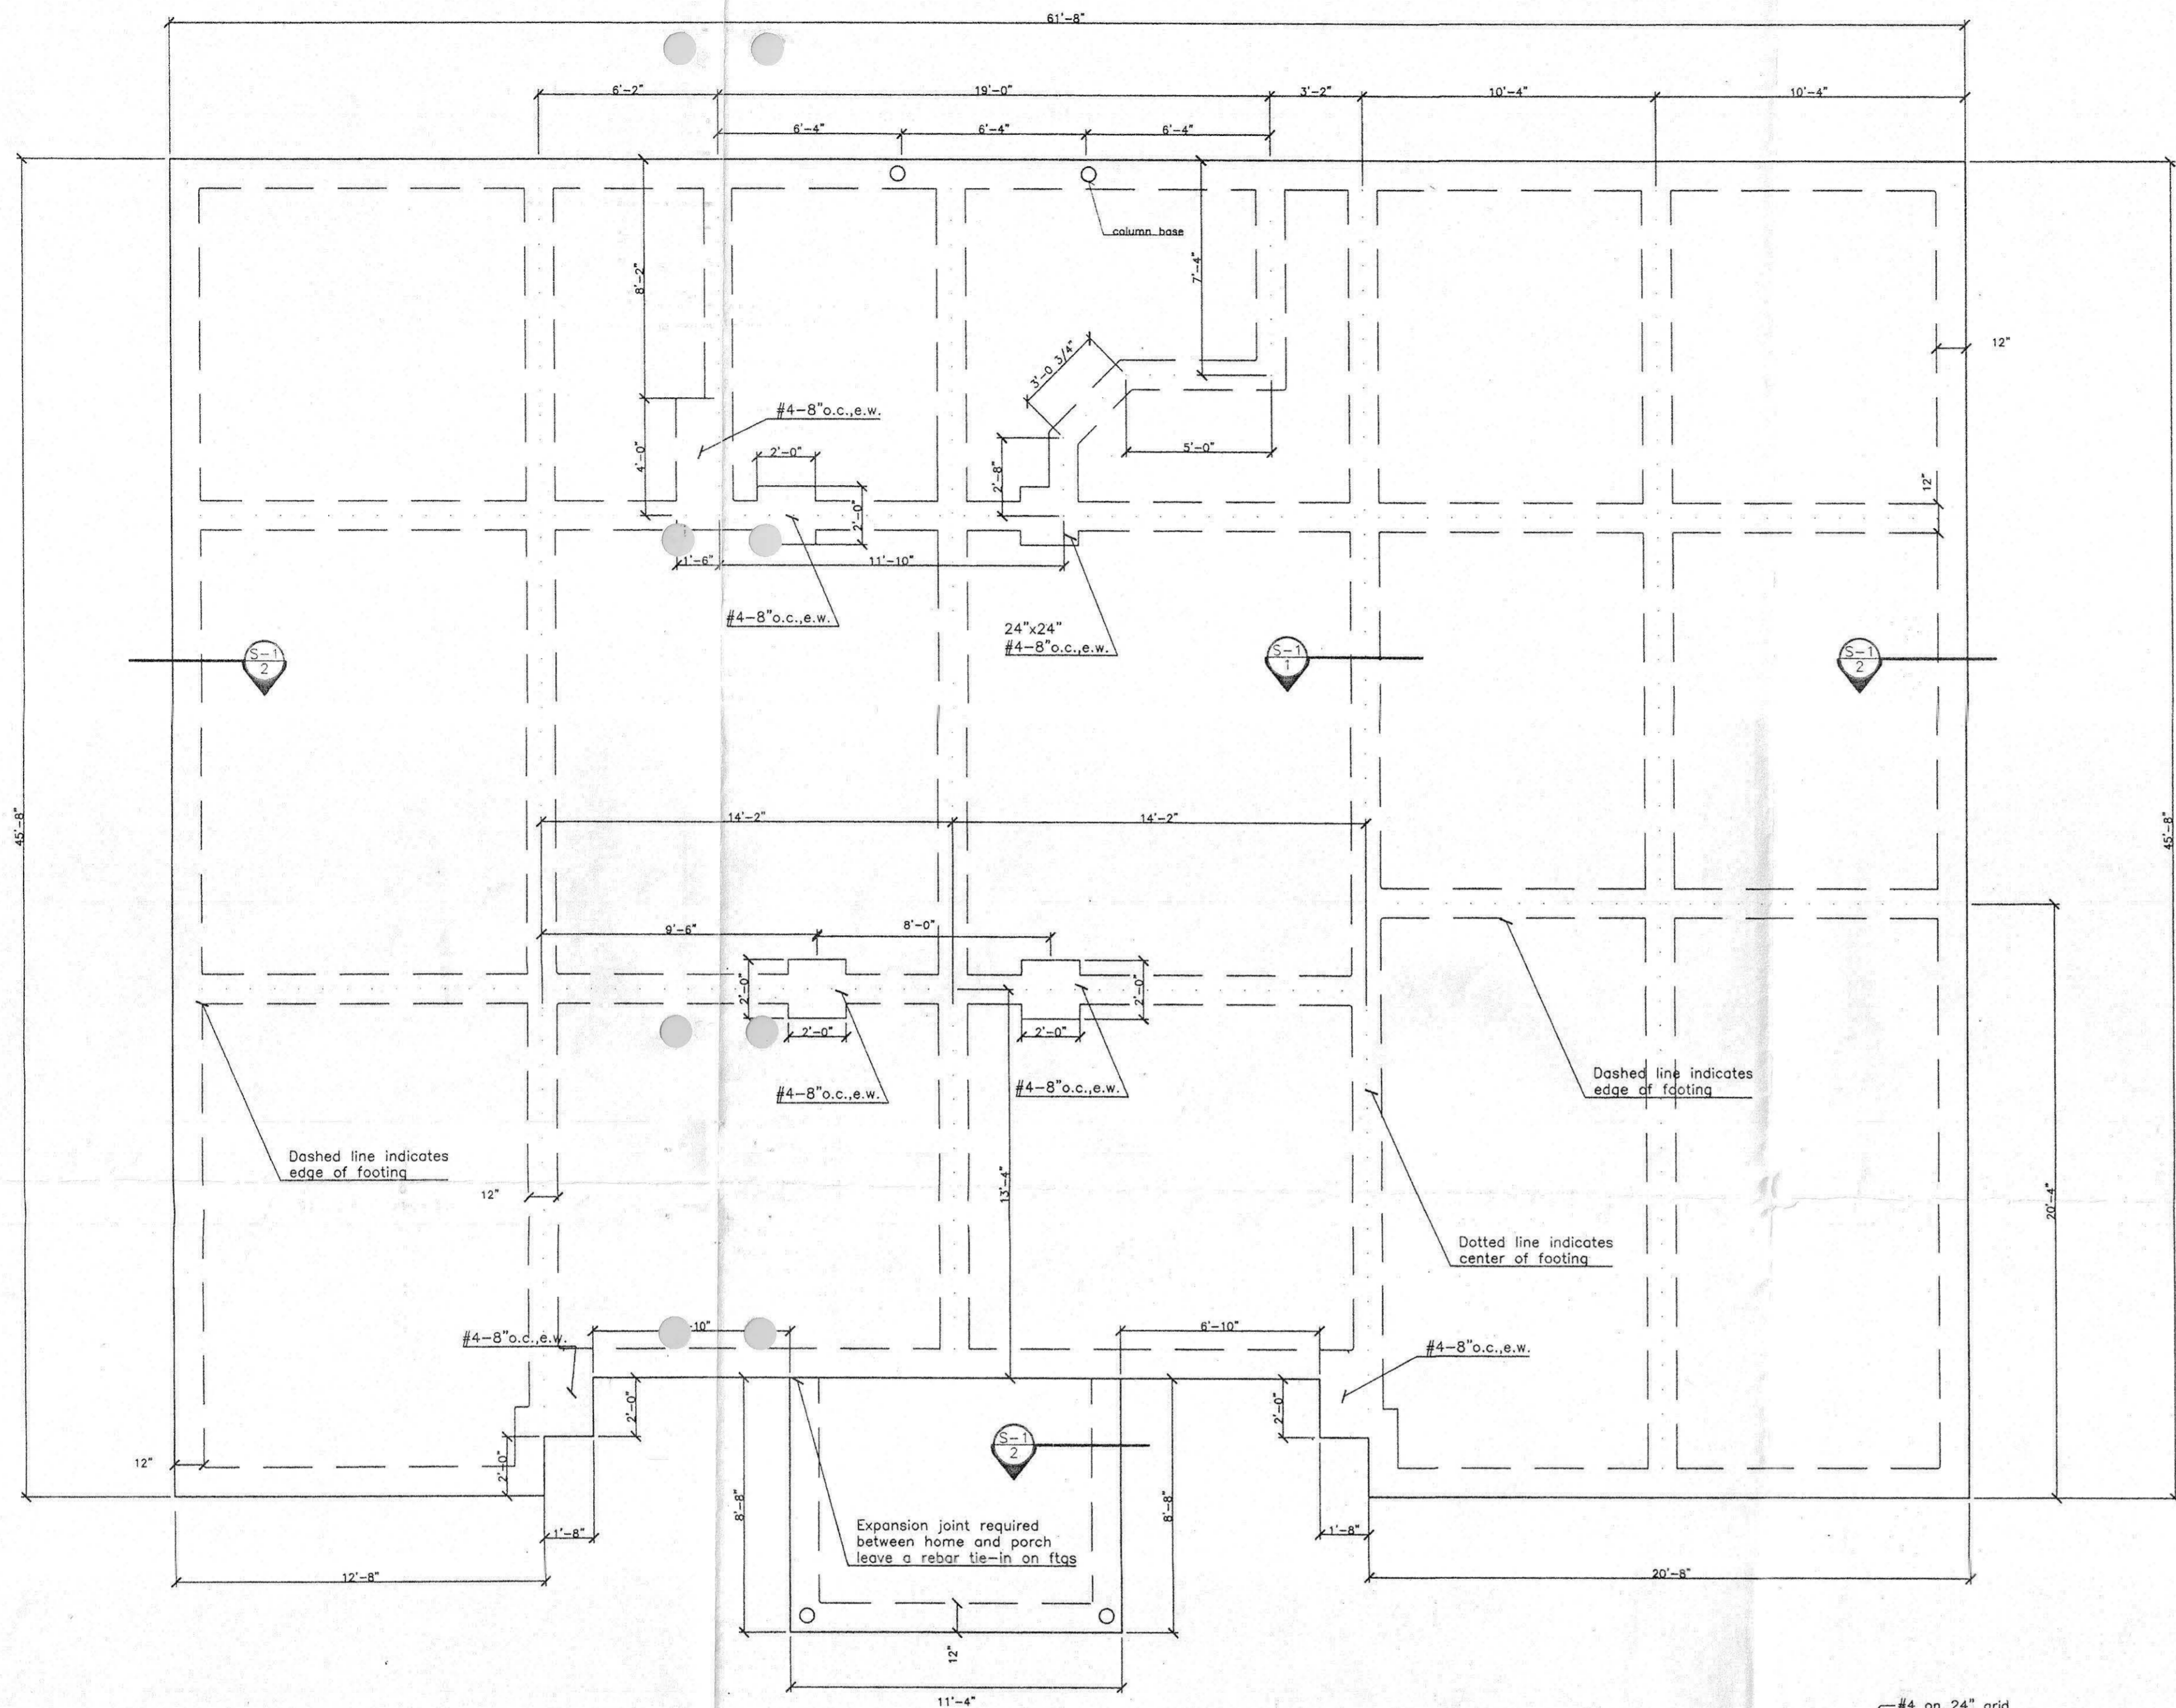 61'-8"
6'-2" 19'-0" 3'-2" 10'-4" 10'-4"
6'-4" 6'-4" 6'-4"
column base
8'-2"
7'-4"
12"
3'-0 3/4"
#4-8"o.c.,e.w.
4'-0"
2'-0"
2'-8"
5'-0"
2'-0"
12"
1'-6" 11'-10"
#4-8"o.c.,e.w.
24"x24"
#4-8"o.c.,e.w.
S-1
2
S-1
1
S-1
2
45'-8"
45'-8"
14'-2" 14'-2"
9'-6" 8'-0"
2'-0"
2'-0"
2'-0"
2'-0"
#4-8"o.c.,e.w.
#4-8"o.c.,e.w.
Dashed line indicates
edge of footing
Dashed line indicates
edge of footing
12"
13'-4"
20'-4"
Dotted line indicates
center of footing
#4-8"o.c.,e.w.
-10"
6'-10"
#4-8"o.c.,e.w.
2'-0"
2'-0"
12"
2'-0"
S-1
2
8'-8"
8'-8"
1'-8"
1'-8"
Expansion joint required
between home and porch
leave a rebar tie-in on ftgs
12'-8"
20'-8"
12"
11'-4"
#4 on 24" grid